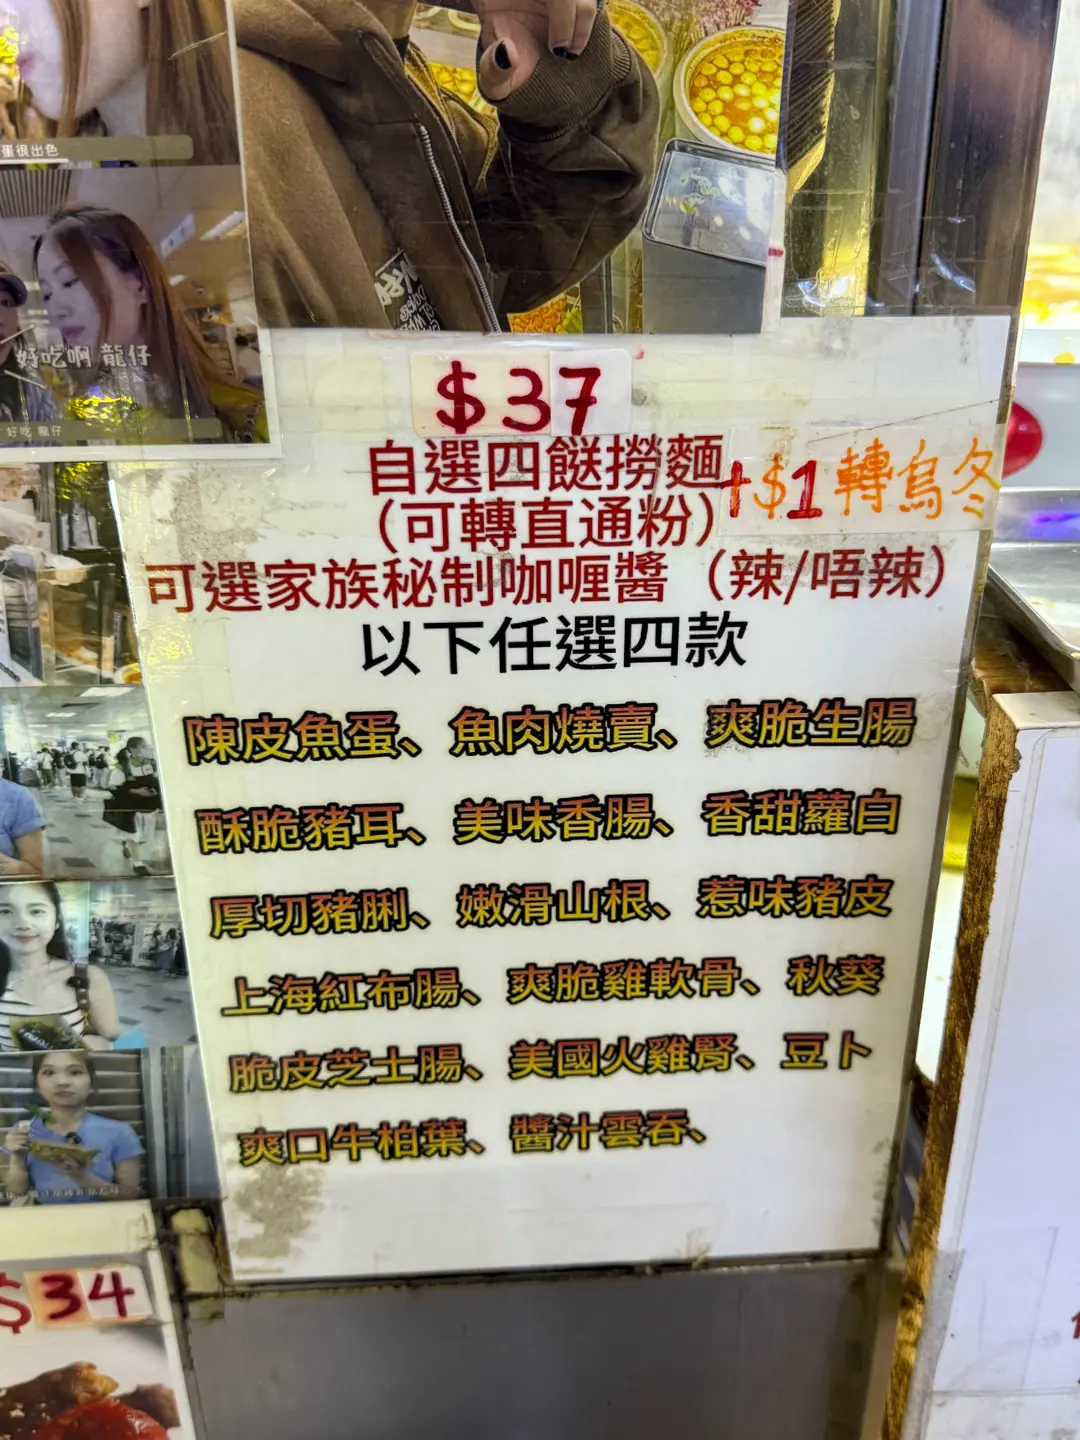 蛋很出色
好吃啊 龍仔
好吃 龍仔
$37
自選四餸撈麵
+$1轉烏冬
（可轉直通粉）
可選家族秘制咖喱醬（辣/唔辣）
以下任選四款
陳皮魚蛋、魚肉燒賣、爽脆生腸
酥脆豬耳、美味香腸、香甜蘿白
厚切豬脷、嫩滑山根、惹味豬皮
上海紅布腸、爽脆雞軟骨、秋葵
脆皮芝士腸、美國火雞腎、豆卜
爽口牛柏葉、醬汁雲吞、
$34